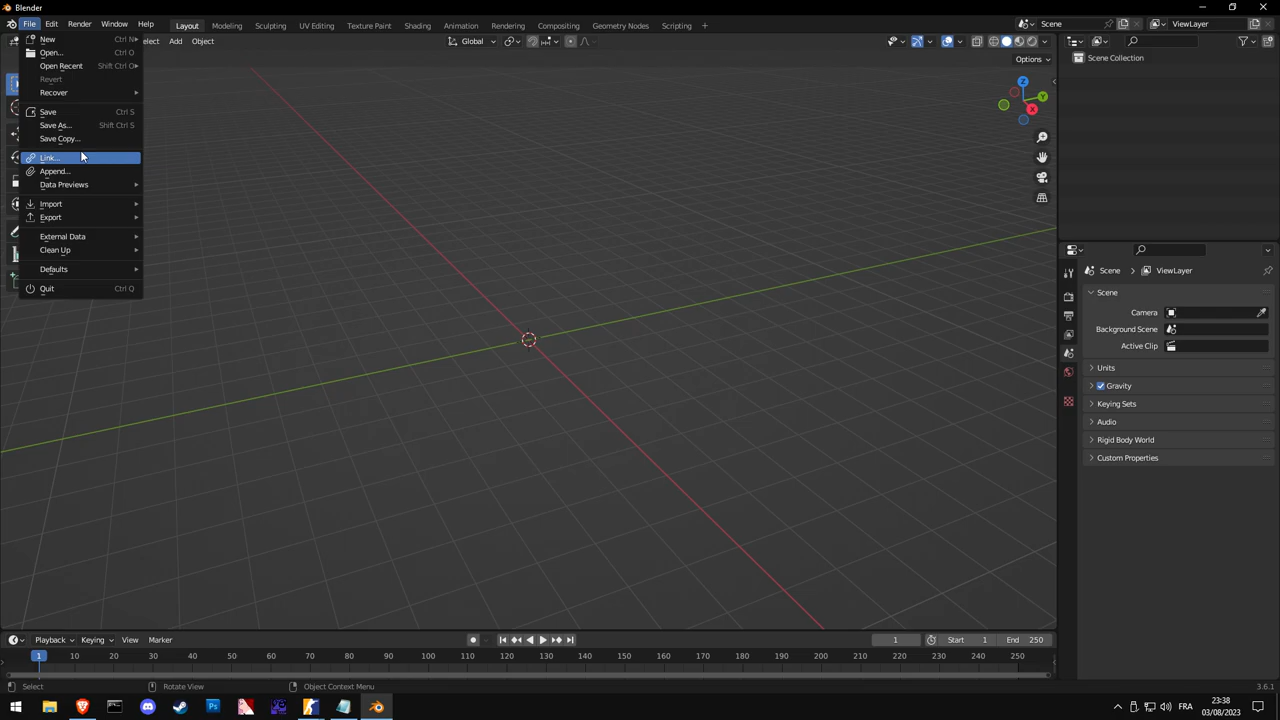 Blender
File Edit Render Window Help Layout Modeling Sculpting UV Editing Texture Paint Shading Animation Rendering Compositing Geometry Nodes Scripting + Scene ViewLayer
New Ctrl N
Open... Ctrl O
Open Recent Shift Ctrl O
Revert
Recover
Save Ctrl S
Save As... Shift Ctrl S
Save Copy...
Link...
Append...
Data Previews
Import
Export
External Data
Clean Up
Defaults
Quit Ctrl Q
elect Add Object Global
Options
Z
Y
X
Scene Collection
Scene ViewLayer
Scene
Camera
Background Scene
Active Clip
Units
Gravity
Keying Sets
Audio
Rigid Body World
Custom Properties
Playback Keying View Marker 1 Start 1 End 250
1 10 20 30 40 50 60 70 80 90 100 110 120 130 140 150 160 170 180 190 200 210 220 230 240 250
Select Rotate View Object Context Menu 3.6.1
FR
23:38
03/08/2023